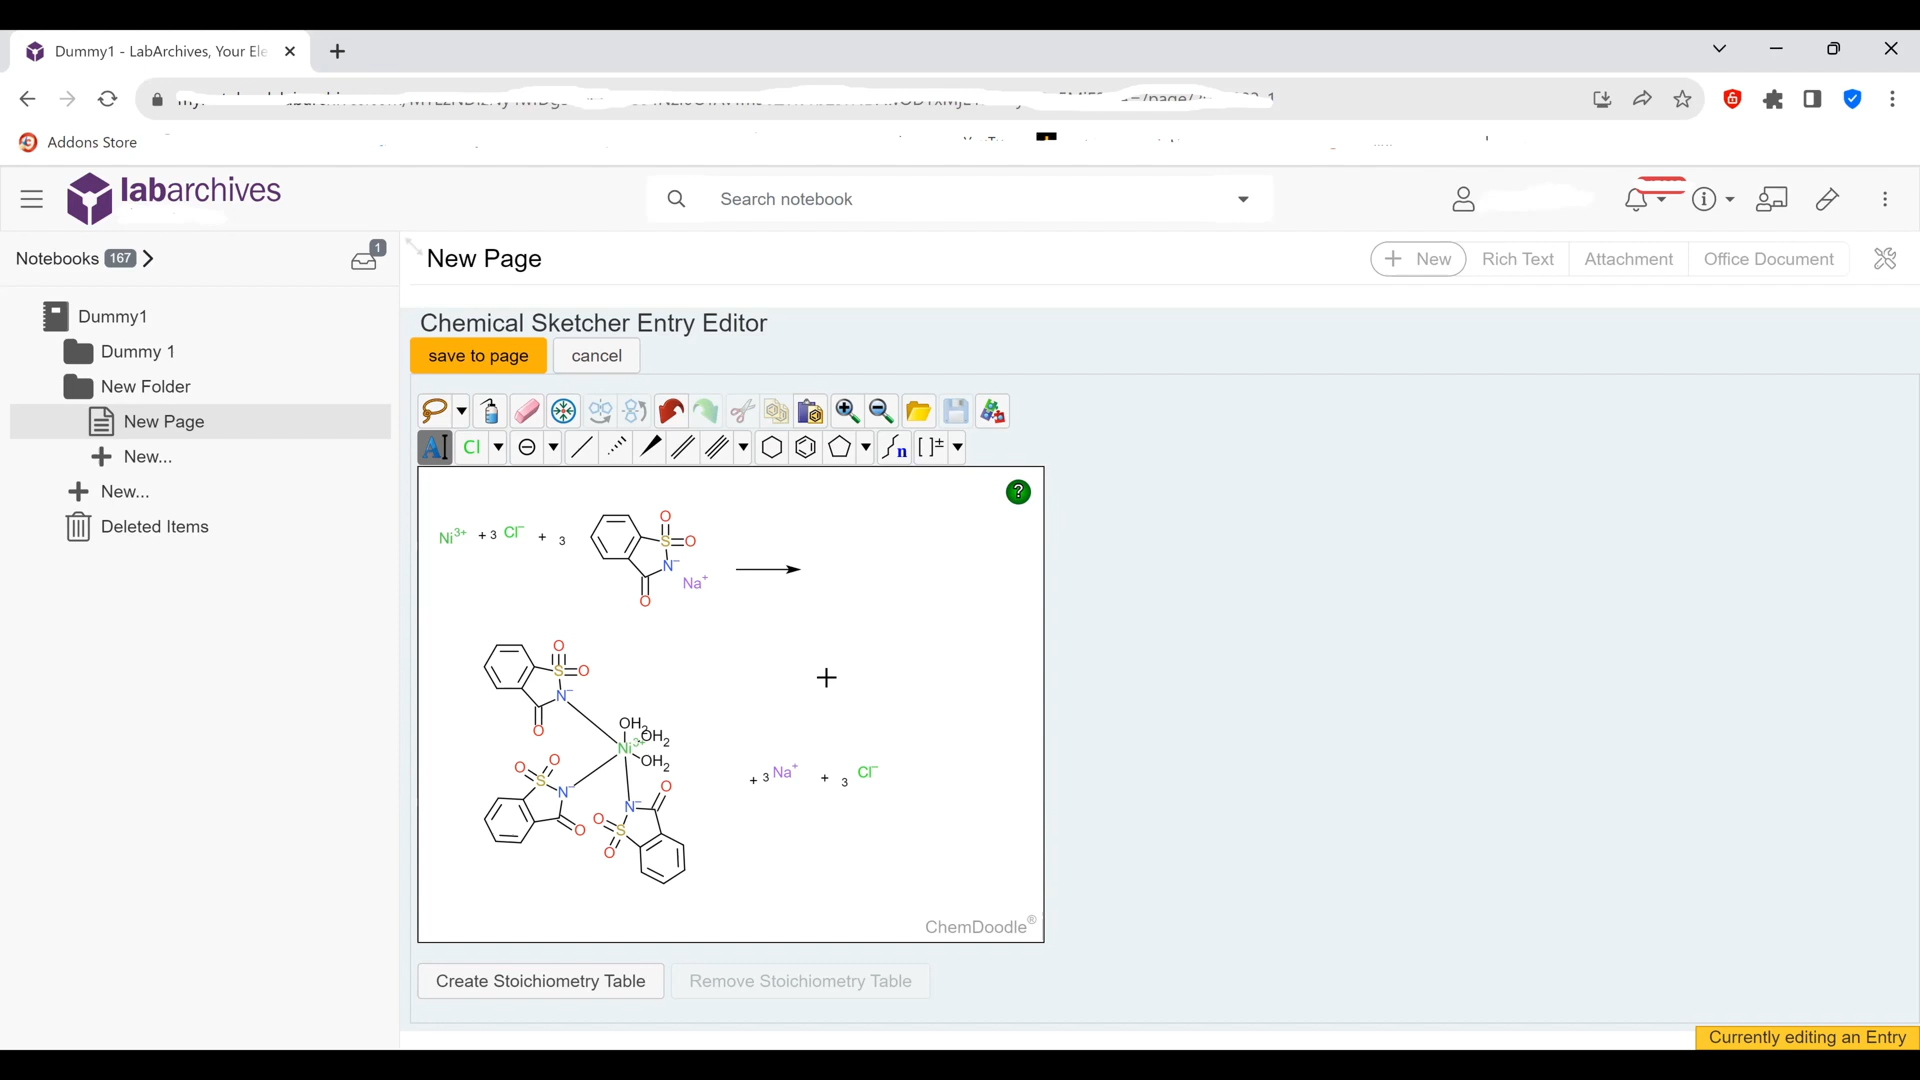 Dummy1 - LabArchives, Your Ele
Addons Store
labarchives
Search notebook
Notebooks 167
1
New Page
New
Rich Text
Attachment
Office Document
Dummy1
Dummy 1
New Folder
New Page
New...
New...
Deleted Items
Chemical Sketcher Entry Editor
save to page
cancel
A
Cl
n
[ ]±
?
Ni3+ + 3 Cl− + 3
O
S=O
N−
Na+
O
O
S=O
N−
O
OH2
Ni3+ OH2
OH2
O O
S
N−
O
N− O
O S
O
+ 3 Na+ + 3 Cl−
ChemDoodle®
Create Stoichiometry Table
Remove Stoichiometry Table
Currently editing an Entry